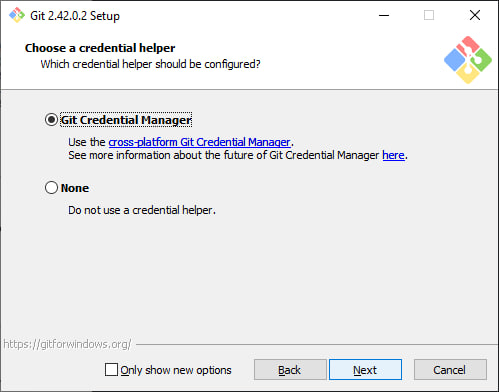 Git 2.42.0.2 Setup
Choose a credential helper
Which credential helper should be configured?
Git Credential Manager
Use the cross-platform Git Credential Manager.
See more information about the future of Git Credential Manager here.
None
Do not use a credential helper.
https://gitforwindows.org/
Only show new options
Back
Next
Cancel